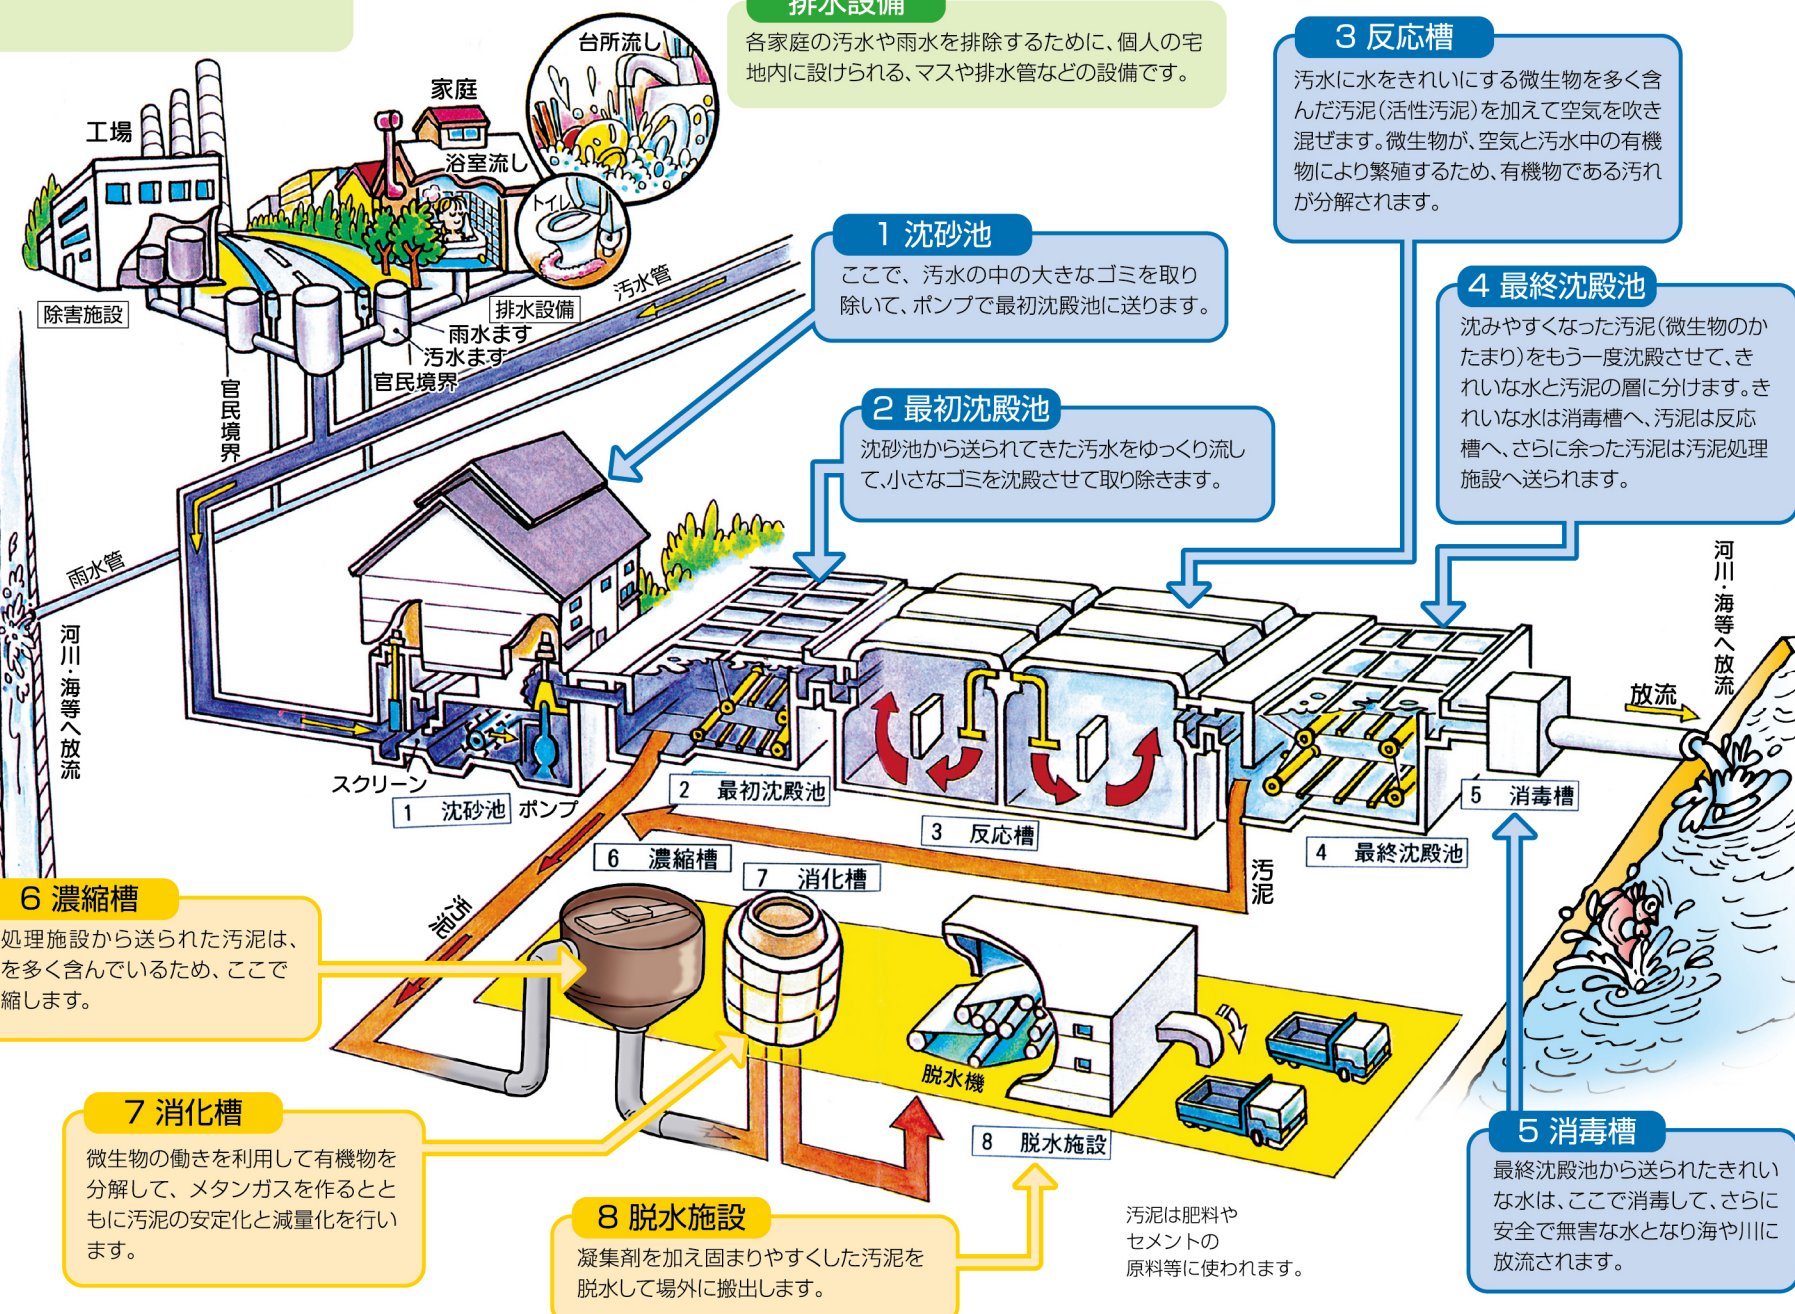 排水設備
各家庭の汚水や雨水を排除するために、個人の宅
地内に設けられる、マスや排水管などの設備です。
台所流し
家庭
工場
浴室流し
トイレ
除害施設
排水設備
汚水管
雨水ます
汚水ます
官民境界
官民境界
雨水管
河川・海等へ放流
1 沈砂池
ここで、汚水の中の大きなゴミを取り
除いて、ポンプで最初沈殿池に送ります。
2 最初沈殿池
沈砂池から送られてきた汚水をゆっくり流し
て、小さなゴミを沈殿させて取り除きます。
3 反応槽
汚水に水をきれいにする微生物を多く含
んだ汚泥(活性汚泥)を加えて空気を吹き
混ぜます。微生物が、空気と汚水中の有機
物により繁殖するため、有機物である汚れ
が分解されます。
4 最終沈殿池
沈みやすくなった汚泥(微生物のか
たまり)をもう一度沈殿させて、き
れいな水と汚泥の層に分けます。き
れいな水は消毒槽へ、汚泥は反応
槽へ、さらに余った汚泥は汚泥処理
施設へ送られます。
河川・海等へ放流
放流
スクリーン
1 沈砂池
ポンプ
2 最初沈殿池
3 反応槽
4 最終沈殿池
5 消毒槽
汚泥
汚泥
6 濃縮槽
7 消化槽
脱水機
8 脱水施設
6 濃縮槽
処理施設から送られた汚泥は、
を多く含んでいるため、ここで
縮します。
7 消化槽
微生物の働きを利用して有機物を
分解して、メタンガスを作るとと
もに汚泥の安定化と減量化を行い
ます。
8 脱水施設
凝集剤を加え固まりやすくした汚泥を
脱水して場外に搬出します。
汚泥は肥料や
セメントの
原料等に使われます。
5 消毒槽
最終沈殿池から送られたきれい
な水は、ここで消毒して、さらに
安全で無害な水となり海や川に
放流されます。